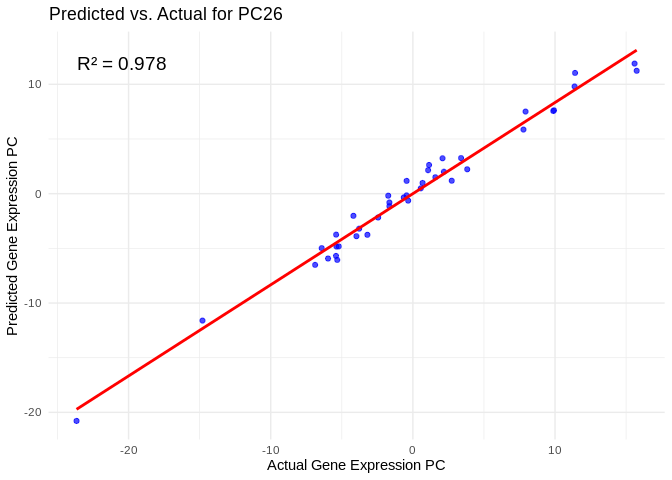 Predicted vs. Actual for PC26
R² = 0.978
10
0
-10
-20
Predicted Gene Expression PC
-20 -10 0 10
Actual Gene Expression PC